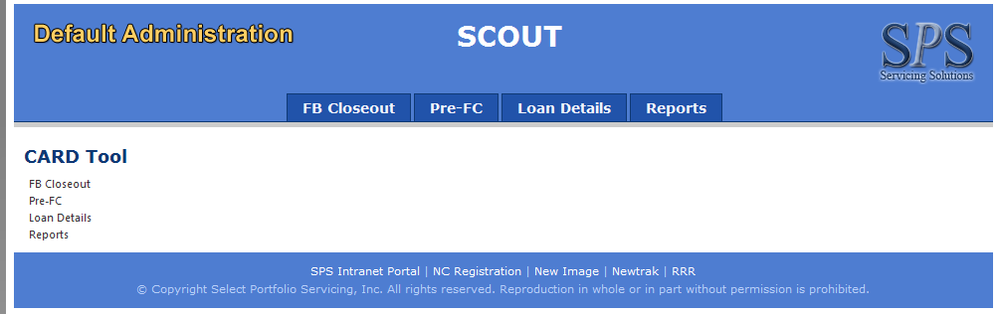 Default Administration
SCOUT
SPS
Servicing Solutions
FB Closeout
Pre-FC
Loan Details
Reports
CARD Tool
FB Closeout
Pre-FC
Loan Details
Reports
SPS Intranet Portal | NC Registration | New Image | Newtrak | RRR
© Copyright Select Portfolio Servicing, Inc. All rights reserved. Reproduction in whole or in part without permission is prohibited.